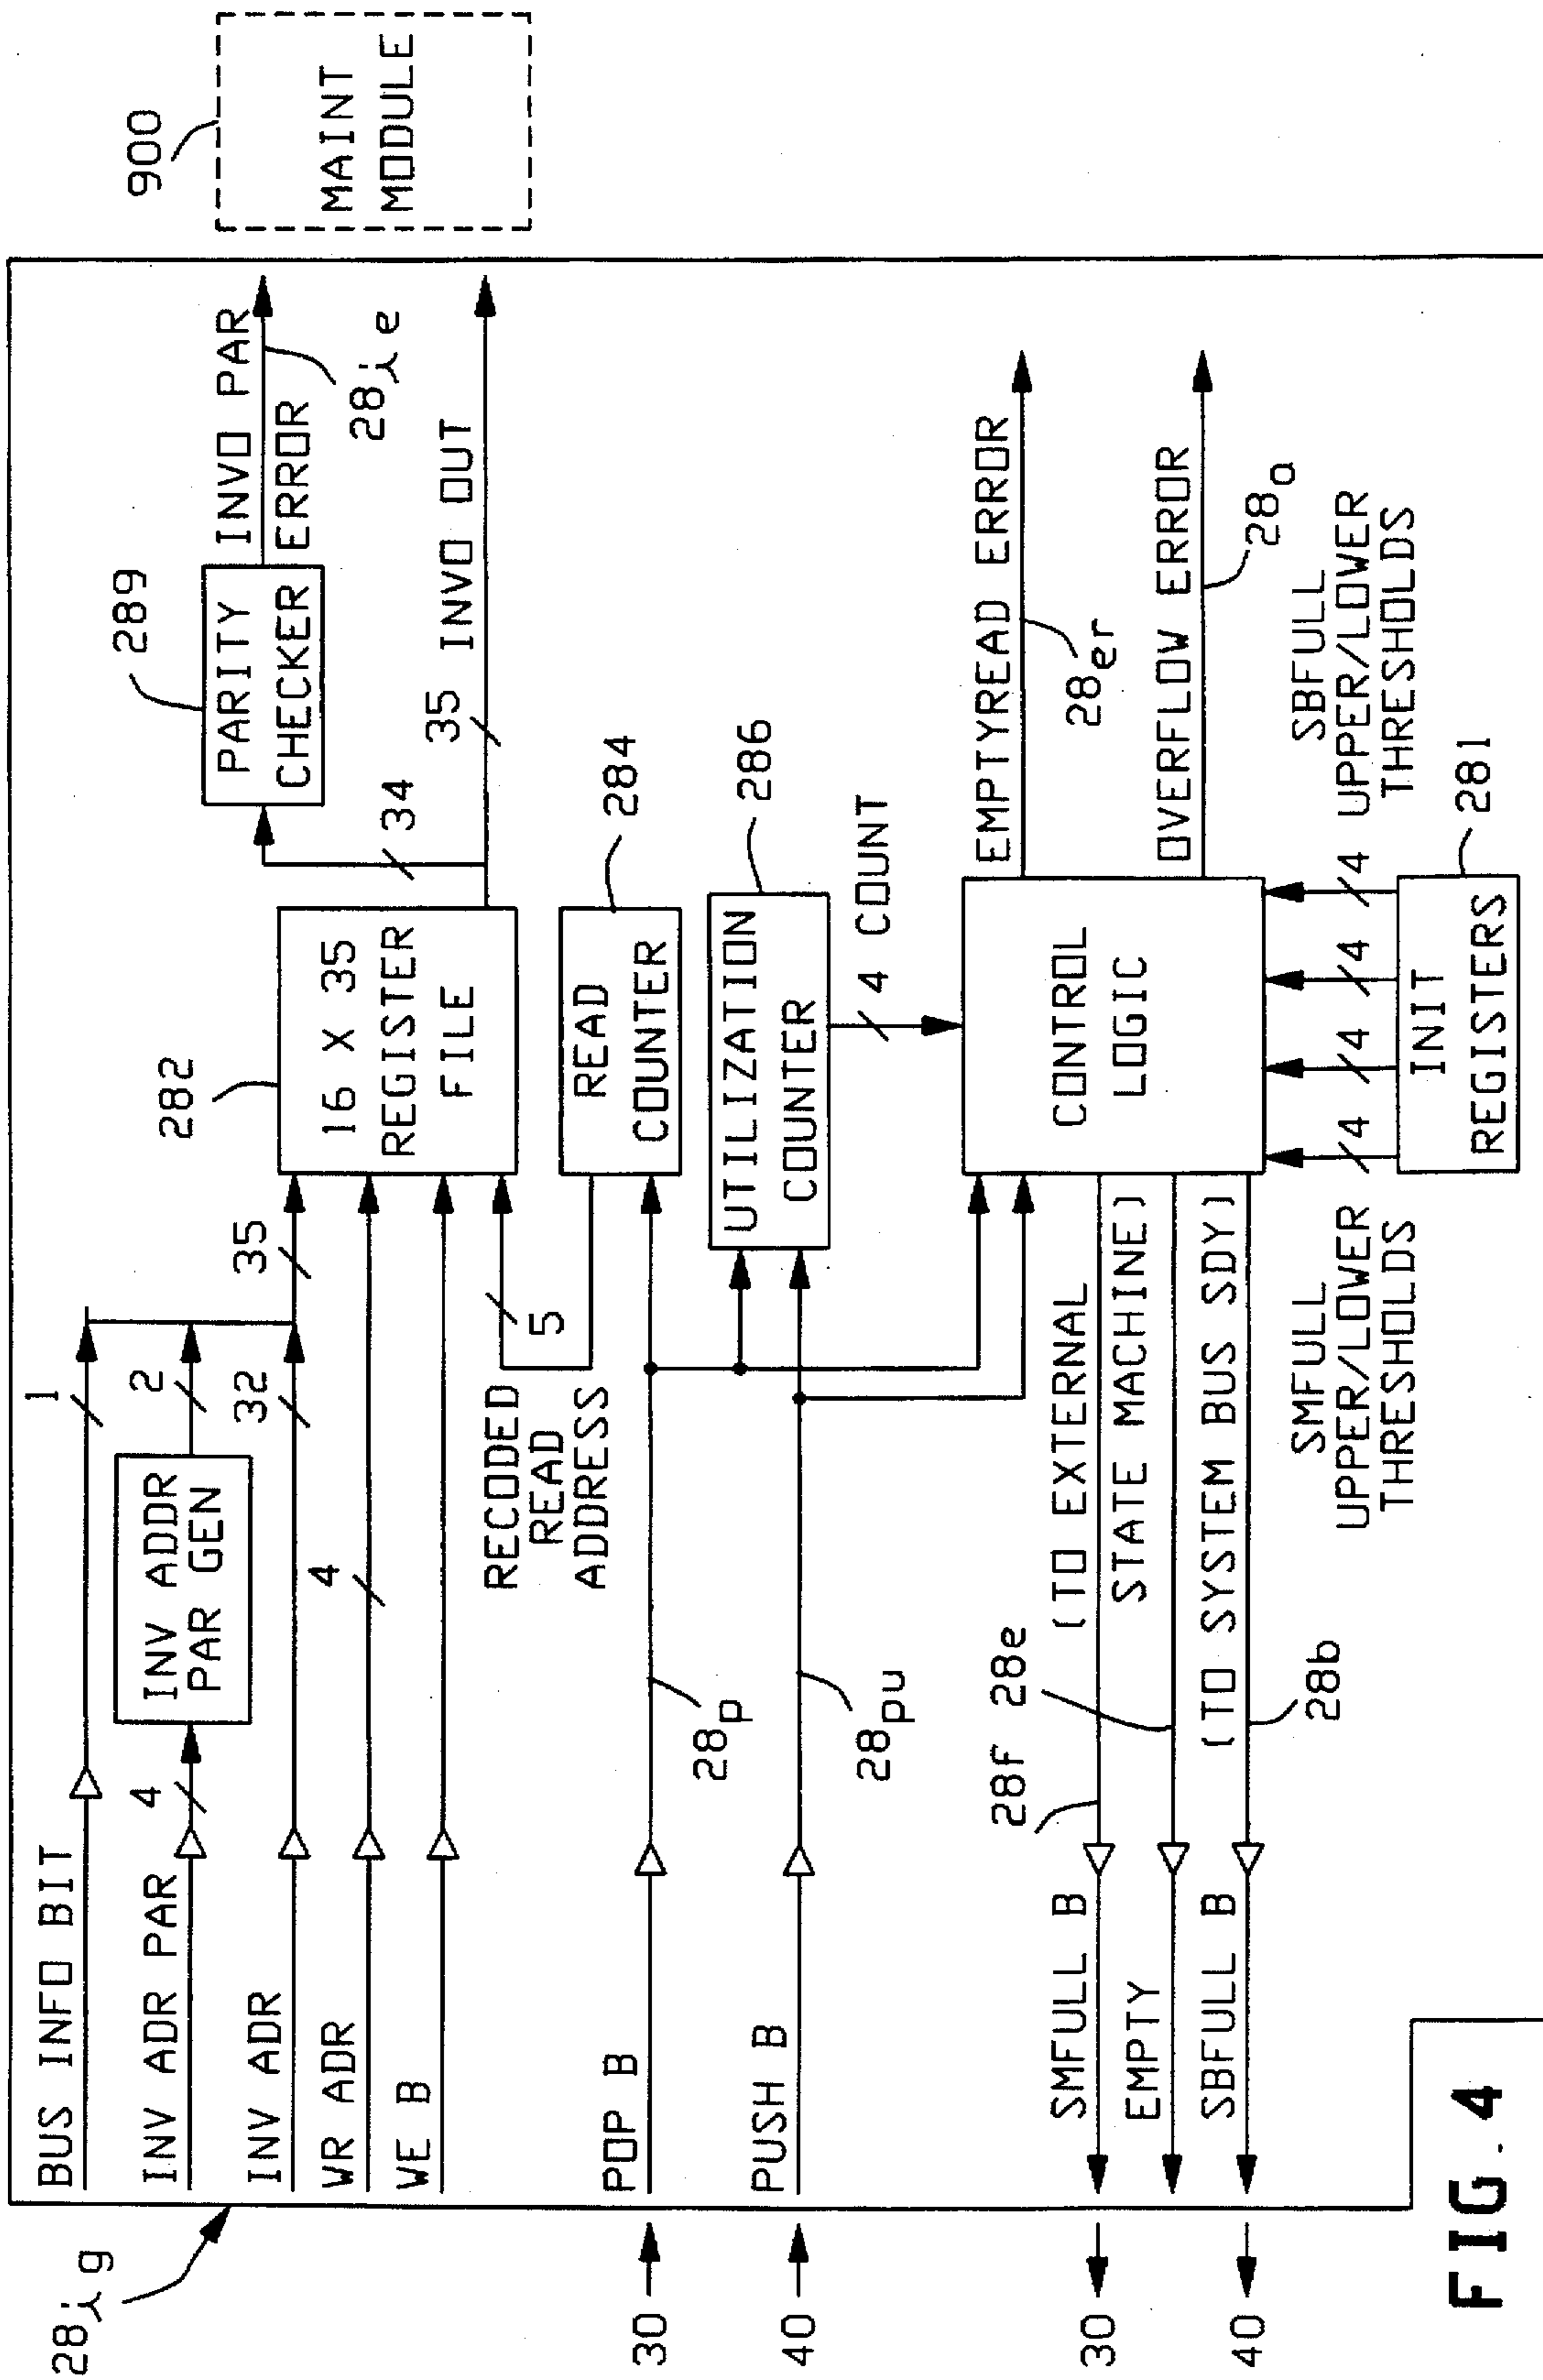 900
MAINT
MODULE
28ig
BUS INFO BIT
1
INV ADR PAR
4
INV ADDR
PAR GEN
2
INV ADR
32
35
WR ADR
4
WE B
282
16 X 35
REGISTER
FILE
34
289
PARITY
CHECKER
INVO PAR
ERROR
28ie
35
INVO OUT
RECODED
READ
ADDRESS
5
READ
COUNTER
284
30
POP B
28p
UTILIZATION
COUNTER
286
4
COUNT
40
PUSH B
28pu
CONTROL
LOGIC
EMPTYREAD ERROR
28er
OVERFLOW ERROR
28o
30
SMFULL B
28f
(TO EXTERNAL
STATE MACHINE)
EMPTY
28e
40
SBFULL B
(TO SYSTEM BUS SDY)
28b
SMFULL
UPPER/LOWER
THRESHOLDS
4
4
4
4
SBFULL
UPPER/LOWER
THRESHOLDS
INIT
REGISTERS
281
FIG. 4